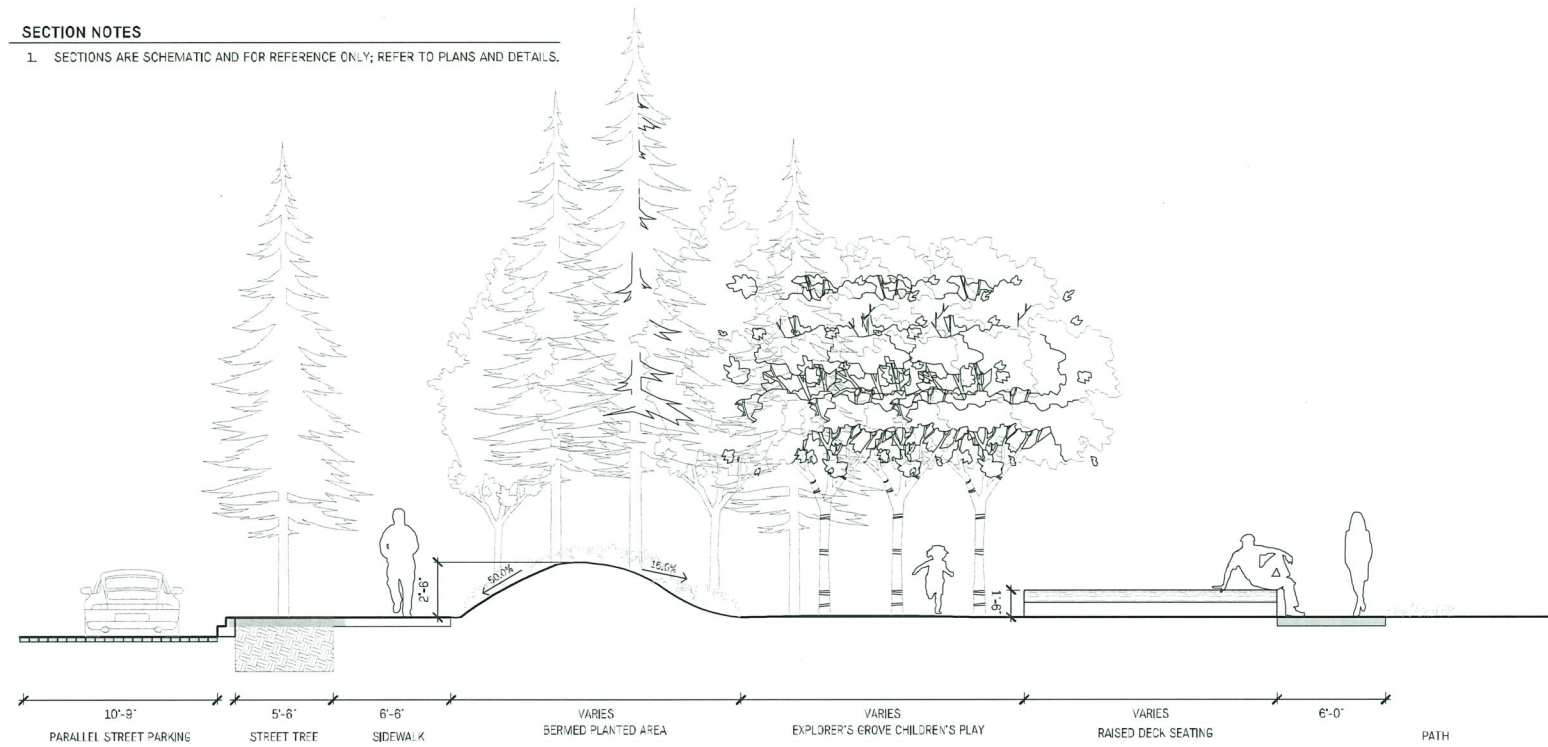 SECTION NOTES
1. SECTIONS ARE SCHEMATIC AND FOR REFERENCE ONLY; REFER TO PLANS AND DETAILS.
50.0%
15.0%
2'-6"
1'-6"
10'-9"
PARALLEL STREET PARKING
5'-6"
STREET TREE
6'-6"
SIDEWALK
VARIES
BERMED PLANTED AREA
VARIES
EXPLORER'S GROVE CHILDREN'S PLAY
VARIES
RAISED DECK SEATING
6'-0"
PATH